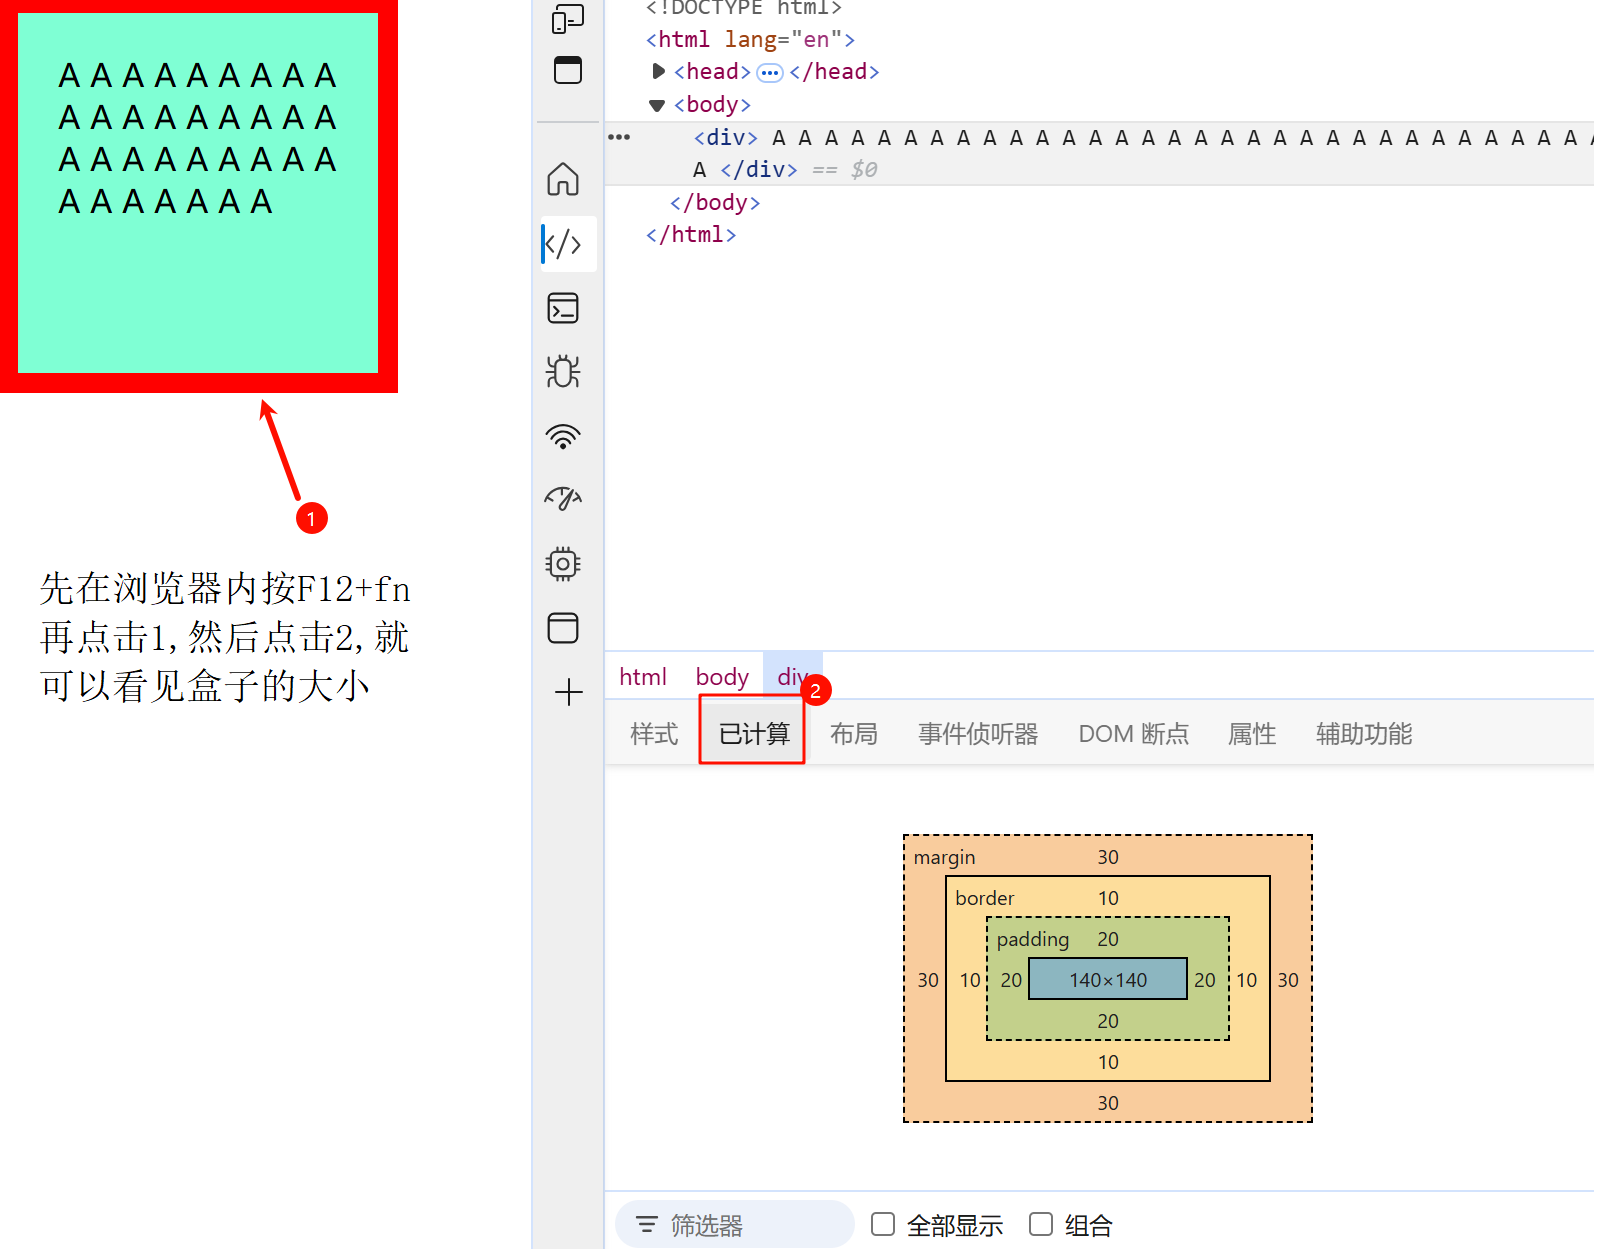 A A A A A A A A A
A A A A A A A A A
A A A A A A A A A
A A A A A A A
1
先在浏览器内按F12+fn
再点击1,然后点击2,就
可以看见盒子的大小
<!DOCTYPE html>
<html lang="en">
<head> ••• </head>
<body>
••• <div> A A A A A A A A A A A A A A A A A A A A A A A A A A A A A A A
A </div> == $0
</body>
</html>
html body div
2
样式 已计算 布局 事件侦听器 DOM 断点 属性 辅助功能
margin 30
border 10
padding 20
30 10 20 140×140 20 10 30
20
10
30
筛选器 全部显示 组合